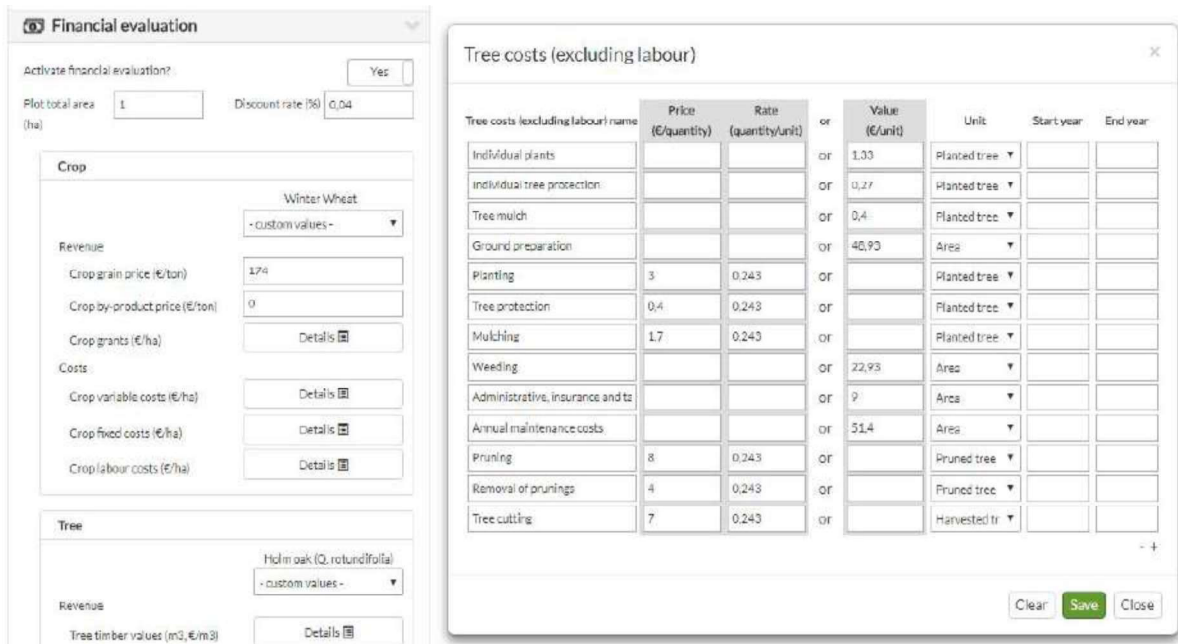 Financial evaluation
Activate financial evaluation? Yes
Plot total area (ha) 1 Discount rate (%) 0,04
Crop
Winter Wheat
- custom values -
Revenue
Crop grain price (€/ton) 174
Crop by-product price (€/ton) 0
Crop grants (€/ha) Details
Costs
Crop variable costs (€/ha) Details
Crop fixed costs (€/ha) Details
Crop labour costs (€/ha) Details
Tree
Holm oak (Q. rotundifolia)
- custom values -
Revenue
Tree timber values (m3, €/m3) Details
Tree costs (excluding labour) ×
Tree costs (excluding labour) name Price (€/quantity) Rate (quantity/unit) or Value (€/unit) Unit Start year End year
Individual plants or 1,33 Planted tree
Individual tree protection or 0,27 Planted tree
Tree mulch or 0,4 Planted tree
Ground preparation or 48,93 Area
Planting 3 0,243 or Planted tree
Tree protection 0,4 0,243 or Planted tree
Mulching 1,7 0,243 or Planted tree
Weeding or 22,93 Area
Administrative, insurance and ta or 9 Area
Annual maintenance costs or 51,4 Area
Pruning 8 0,243 or Pruned tree
Removal of prunings 4 0,243 or Pruned tree
Tree cutting 7 0,243 or Harvested tr
- +
Clear Save Close